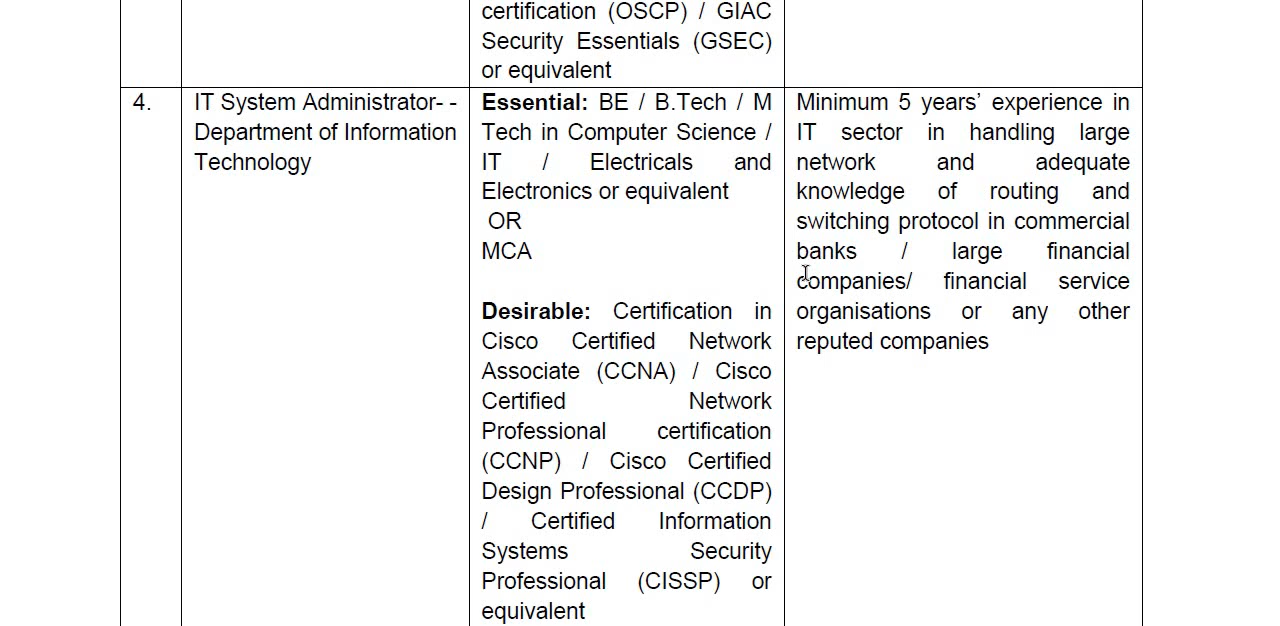 certification (OSCP) / GIAC
Security Essentials (GSEC)
or equivalent
4.
IT System Administrator- -
Department of Information
Technology
Essential: BE / B.Tech / M
Tech in Computer Science /
IT / Electricals and
Electronics or equivalent
OR
MCA
Desirable: Certification in
Cisco Certified Network
Associate (CCNA) / Cisco
Certified Network
Professional certification
(CCNP) / Cisco Certified
Design Professional (CCDP)
/ Certified Information
Systems Security
Professional (CISSP) or
equivalent
Minimum 5 years’ experience in
IT sector in handling large
network and adequate
knowledge of routing and
switching protocol in commercial
banks / large financial
companies/ financial service
organisations or any other
reputed companies